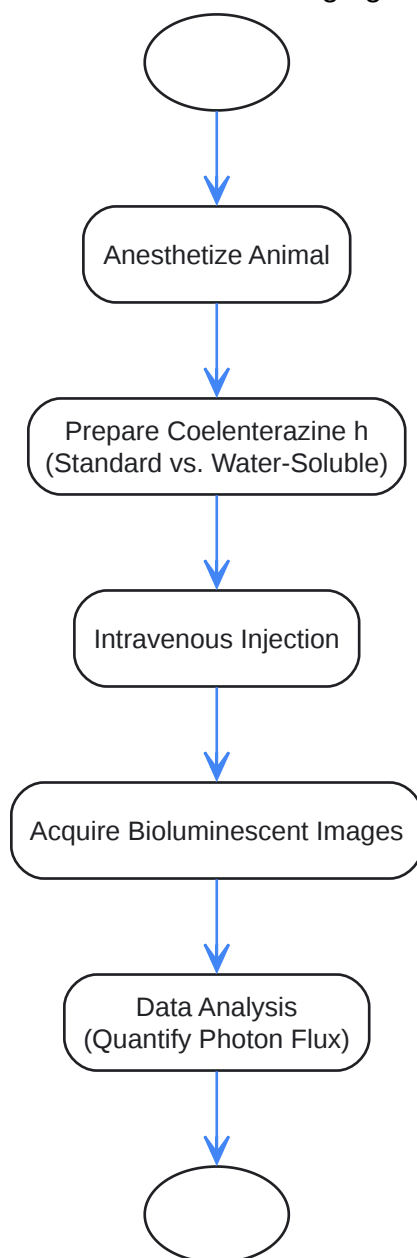 Anesthetize Animal
Prepare Coelenterazine h
(Standard vs. Water-Soluble)
Intravenous Injection
Acquire Bioluminescent Images
Data Analysis
(Quantify Photon Flux)